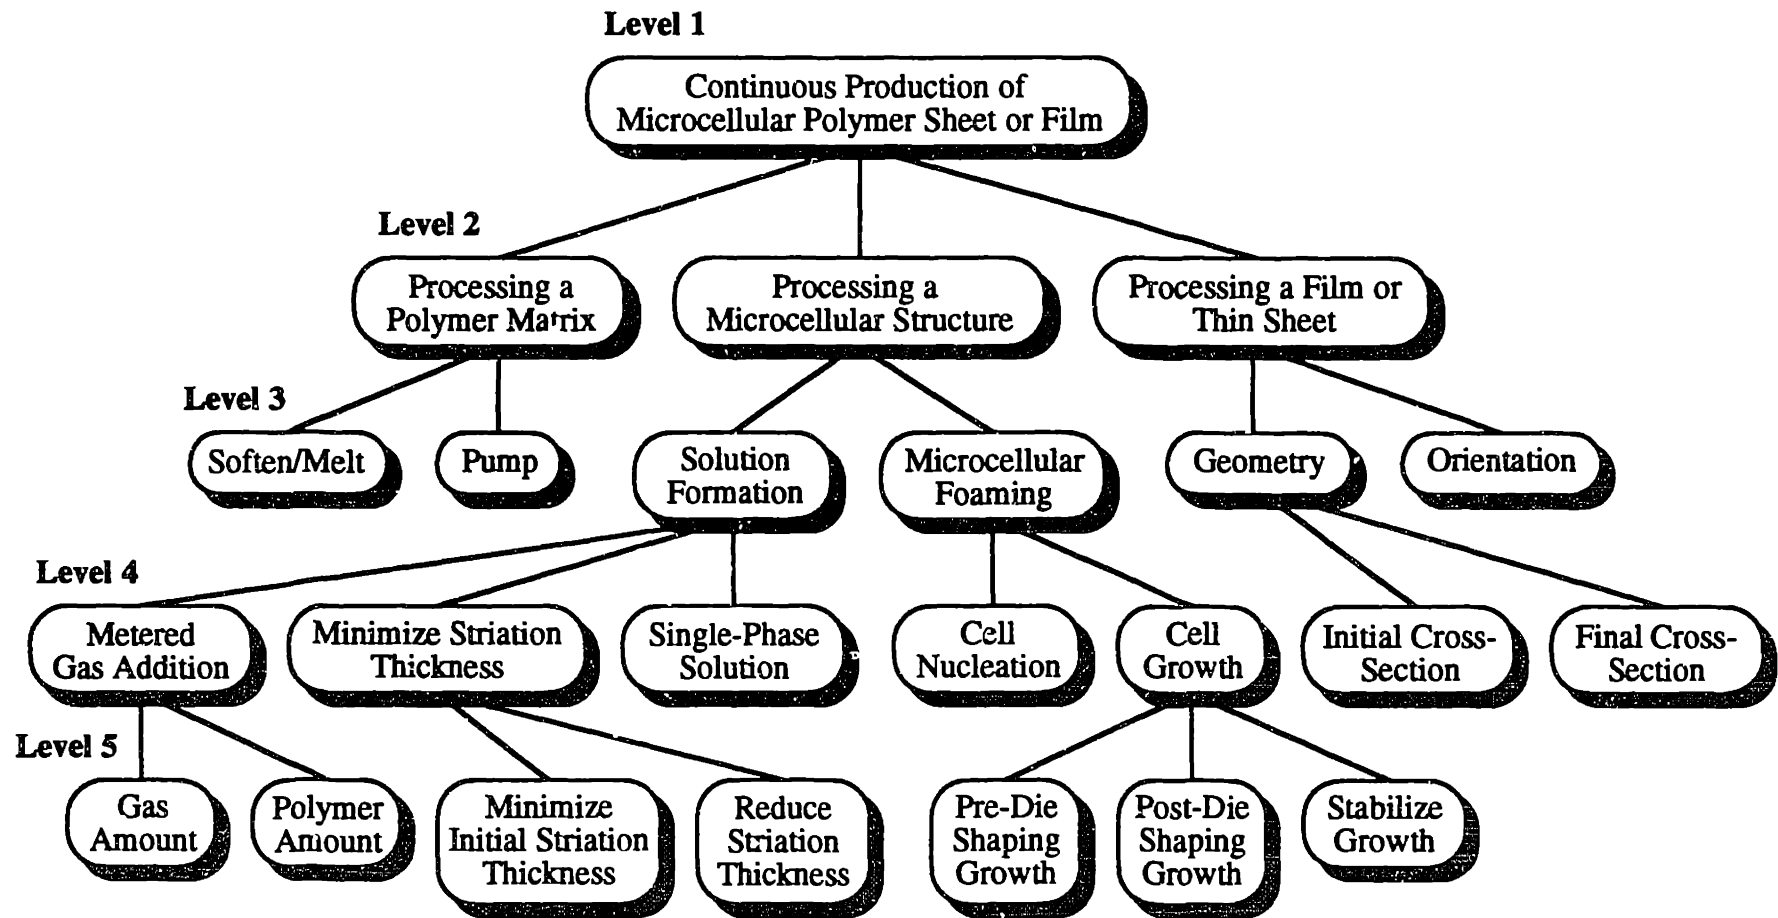 Level 1
Continuous Production of
Microcellular Polymer Sheet or Film
Level 2
Processing a
Polymer Matrix
Processing a
Microcellular Structure
Processing a Film or
Thin Sheet
Level 3
Soften/Melt
Pump
Solution
Formation
Microcellular
Foaming
Geometry
Orientation
Level 4
Metered
Gas Addition
Minimize Striation
Thickness
Single-Phase
Solution
Cell
Nucleation
Cell
Growth
Initial Cross-
Section
Final Cross-
Section
Level 5
Gas
Amount
Polymer
Amount
Minimize
Initial Striation
Thickness
Reduce
Striation
Thickness
Pre-Die
Shaping
Growth
Post-Die
Shaping
Growth
Stabilize
Growth